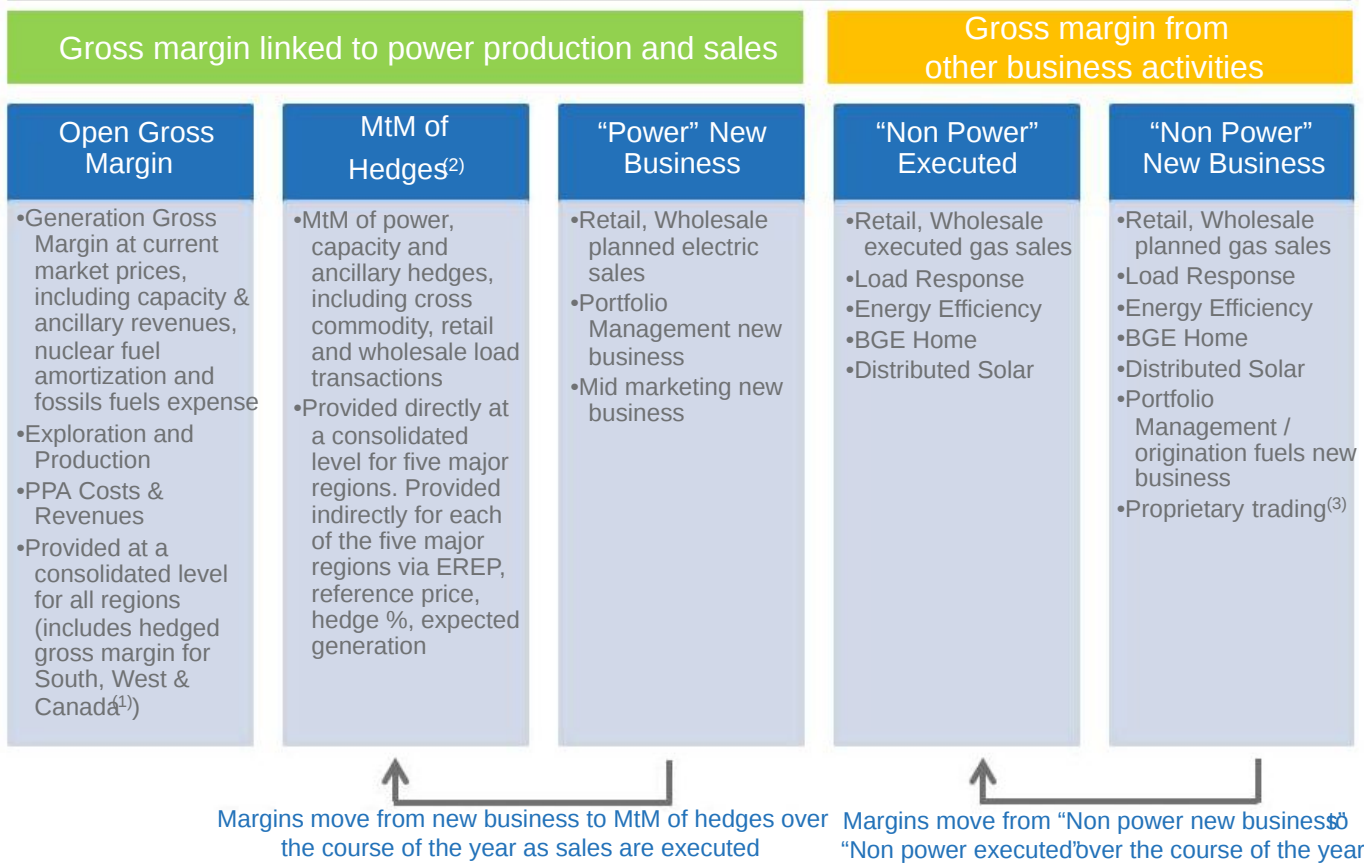 Gross margin linked to power production and sales
Gross margin from
other business activities
Open Gross
Margin
•Generation Gross
Margin at current
market prices,
including capacity &
ancillary revenues,
nuclear fuel
amortization and
fossils fuels expense
•Exploration and
Production
•PPA Costs &
Revenues
•Provided at a
consolidated level
for all regions
(includes hedged
gross margin for
South, West &
Canada(1))
MtM of
Hedges(2)
•MtM of power,
capacity and
ancillary hedges,
including cross
commodity, retail
and wholesale load
transactions
•Provided directly at
a consolidated
level for five major
regions. Provided
indirectly for each
of the five major
regions via EREP,
reference price,
hedge %, expected
generation
“Power” New
Business
•Retail, Wholesale
planned electric
sales
•Portfolio
Management new
business
•Mid marketing new
business
“Non Power”
Executed
•Retail, Wholesale
executed gas sales
•Load Response
•Energy Efficiency
•BGE Home
•Distributed Solar
“Non Power”
New Business
•Retail, Wholesale
planned gas sales
•Load Response
•Energy Efficiency
•BGE Home
•Distributed Solar
•Portfolio
Management /
origination fuels new
business
•Proprietary trading(3)
Margins move from new business to MtM of hedges over
the course of the year as sales are executed
Margins move from “Non power new business” to
“Non power executed” over the course of the year